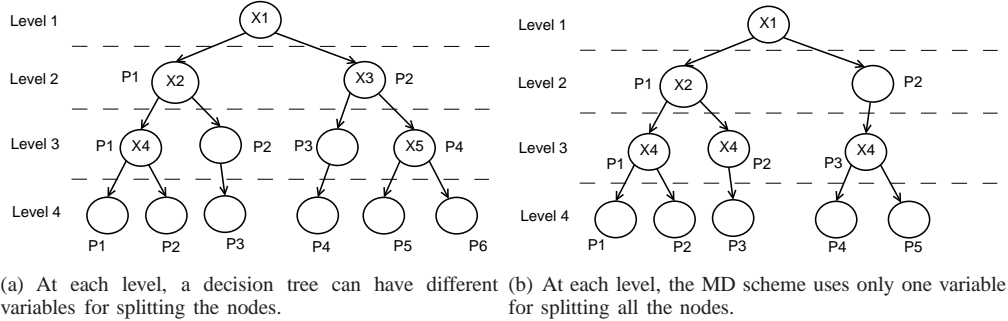 Level 1
X1
Level 2
P1
X2
X3
P2
Level 3
P1
X4
P2
P3
X5
P4
Level 4
P1
P2
P3
P4
P5
P6
(a) At each level, a decision tree can have different
variables for splitting the nodes.
Level 1
X1
Level 2
P1
X2
P2
Level 3
P1
X4
X4
P2
P3
X4
Level 4
P1
P2
P3
P4
P5
(b) At each level, the MD scheme uses only one variable
for splitting all the nodes.